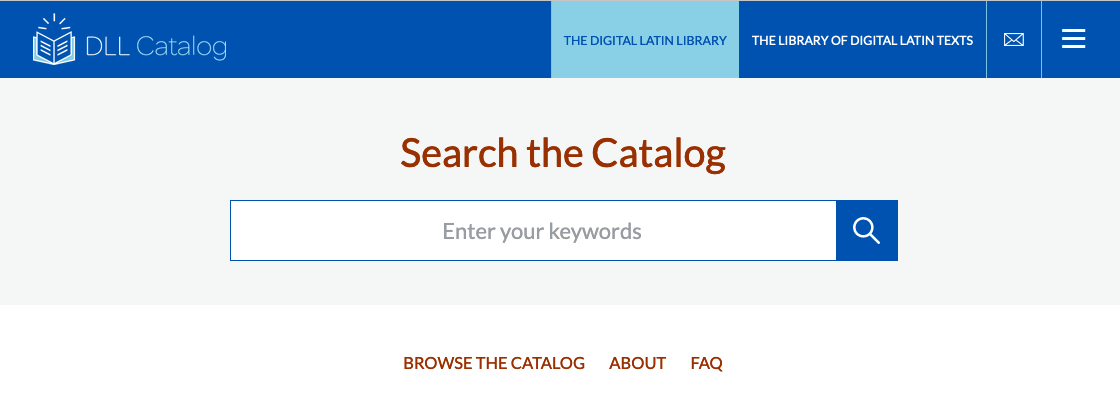 DLL Catalog
THE DIGITAL LATIN LIBRARY
THE LIBRARY OF DIGITAL LATIN TEXTS
Search the Catalog
Enter your keywords
BROWSE THE CATALOG
ABOUT
FAQ